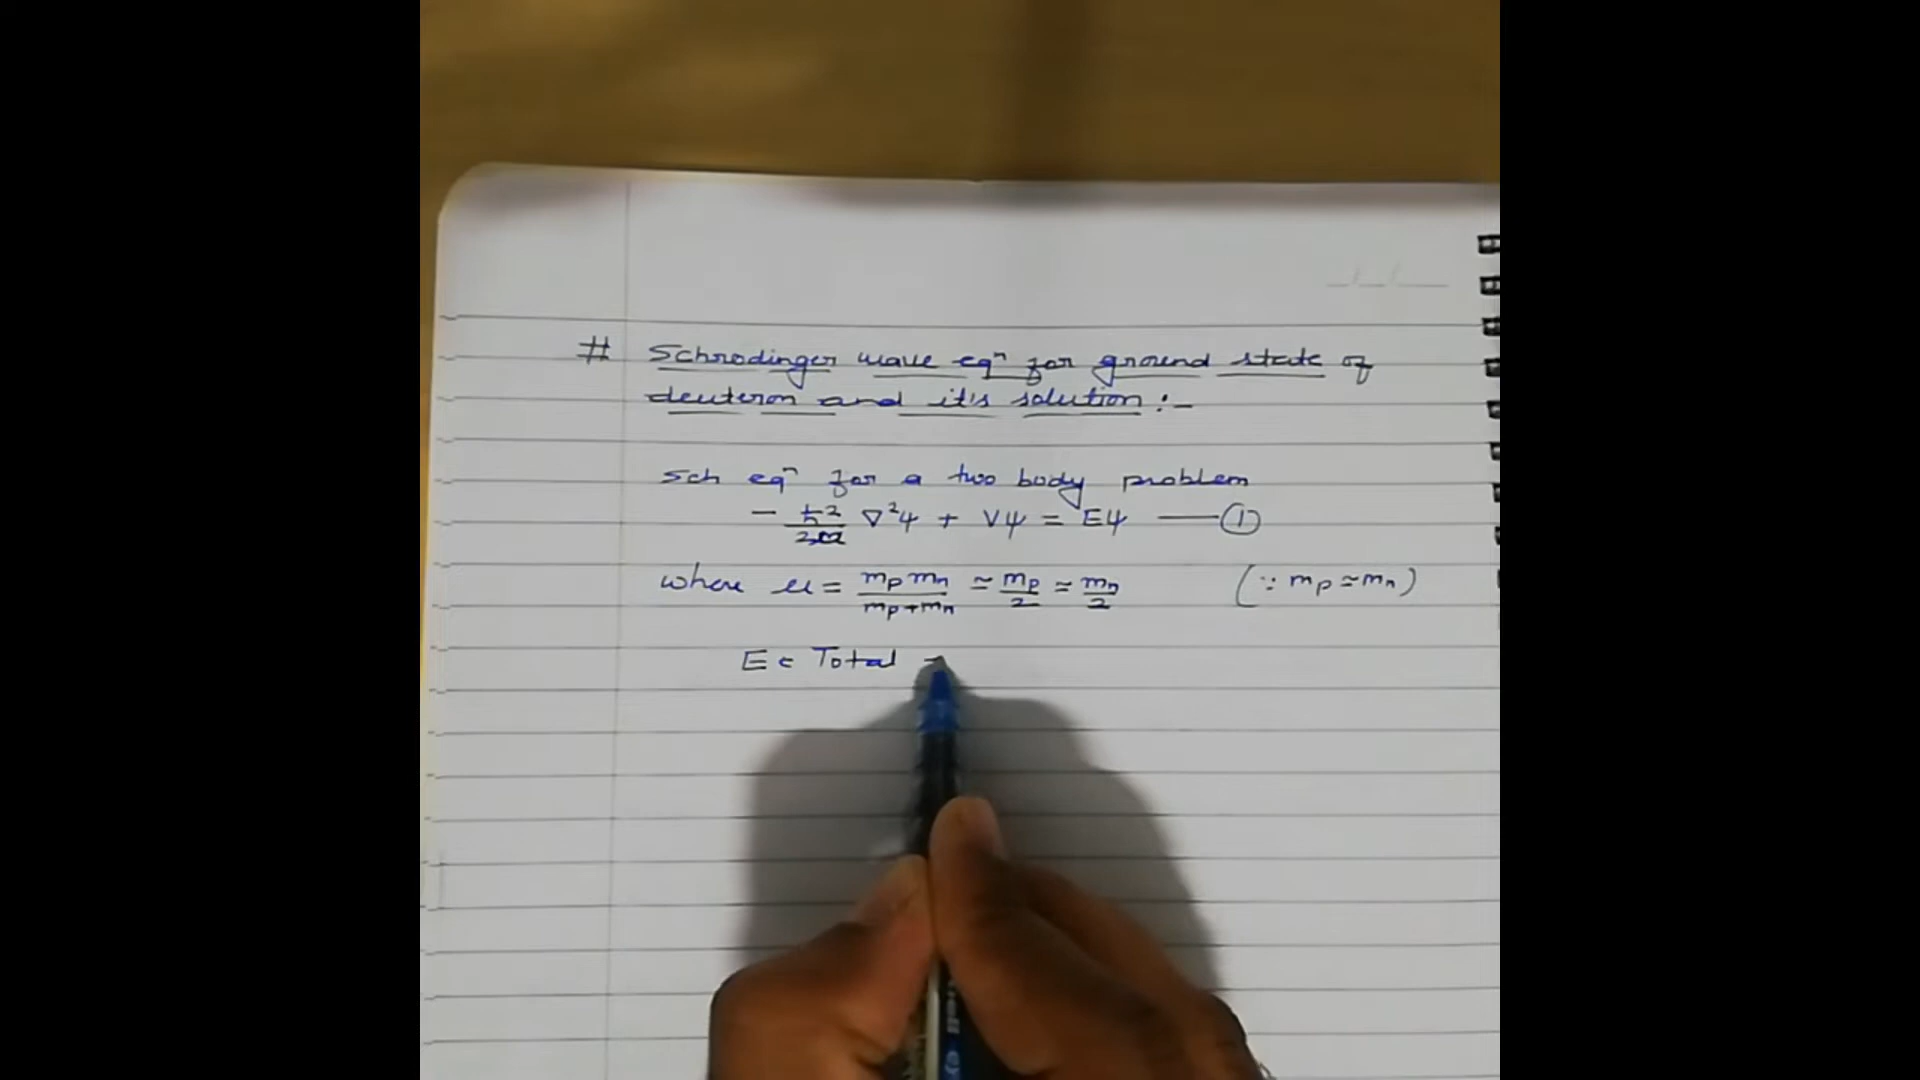 # Schrodinger wave eqⁿ for ground state of
deuteron and it's solution :-
Sch eqⁿ for a two body problem
- ħ²/2μ ∇²ψ + Vψ = Eψ —— ①
where μ = mₚmₙ/mₚ+mₙ ≃ mₚ/2 ≃ mₙ/2 (∵ mₚ ≃ mₙ)
E = Total